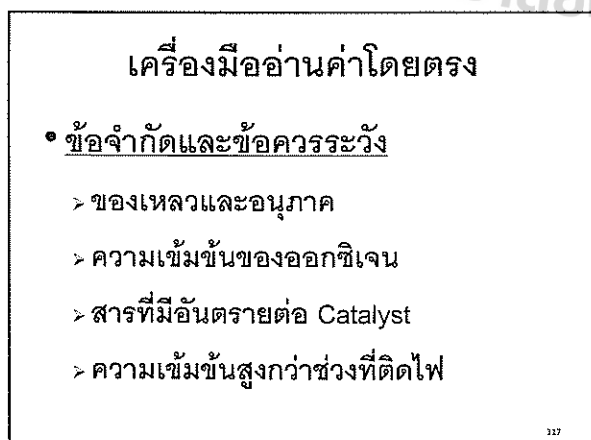 เครื่องมืออ่านค่าโดยตรง
• ข้อจำกัดและข้อควรระวัง
➢ ของเหลวและอนุภาค
➢ ความเข้มข้นของออกซิเจน
➢ สารที่มีอันตรายต่อ Catalyst
➢ ความเข้มข้นสูงกว่าช่วงที่ติดไฟ
317